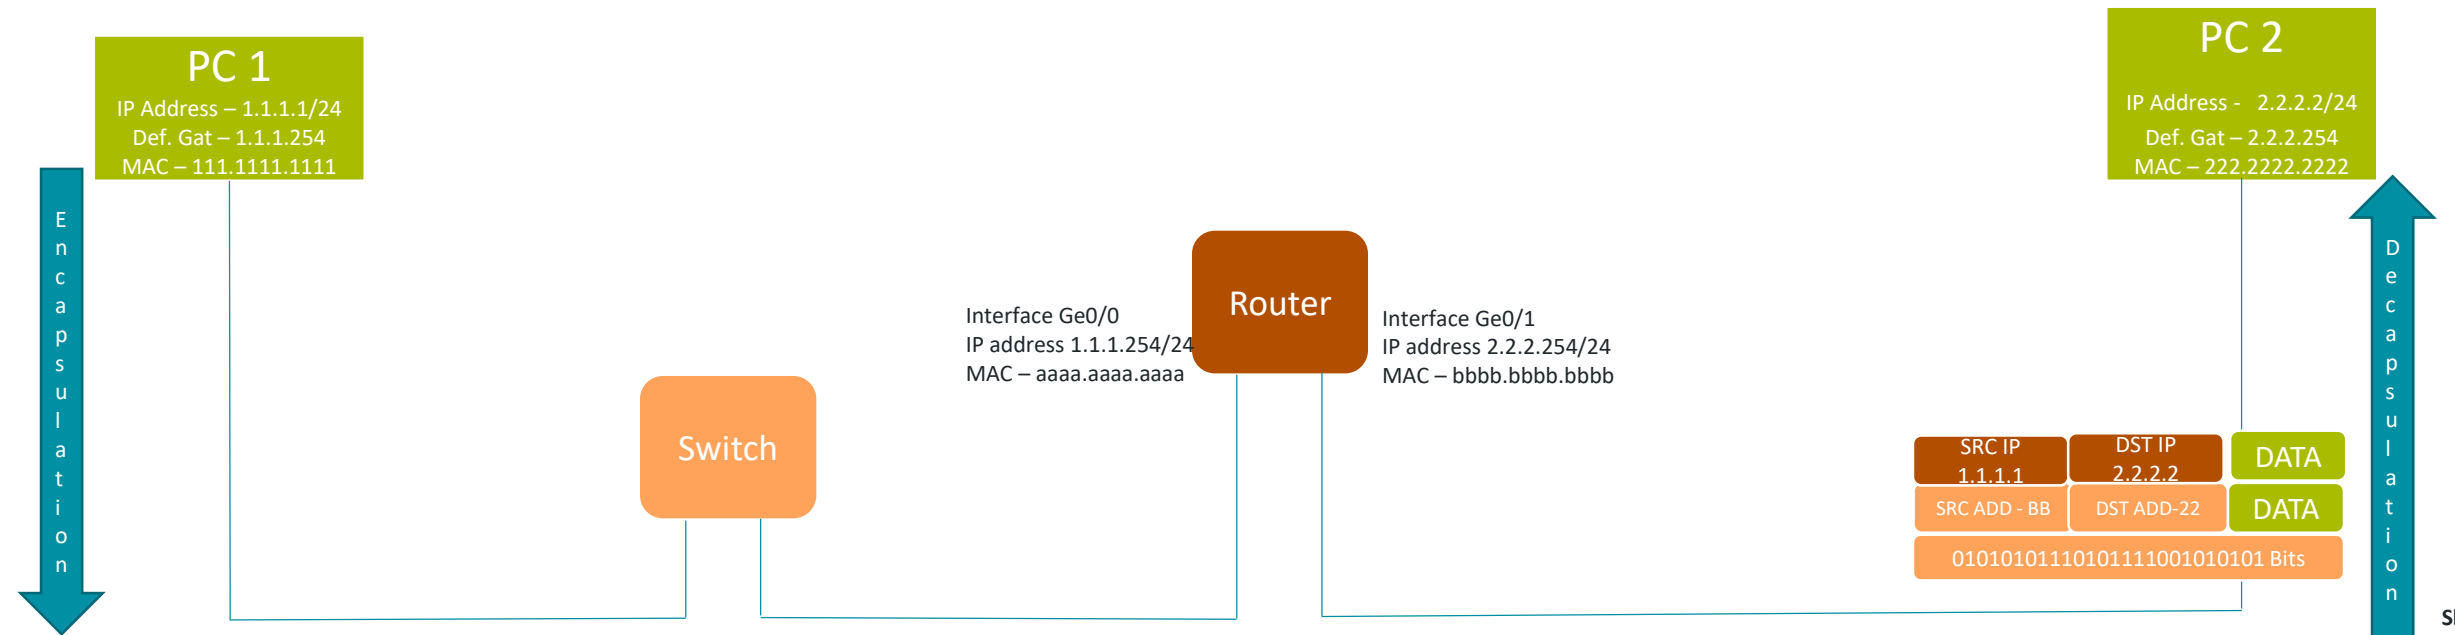 PC 1
IP Address – 1.1.1.1/24
Def. Gat – 1.1.1.254
MAC – 111.1111.1111
PC 2
IP Address - 2.2.2.2/24
Def. Gat – 2.2.2.254
MAC – 222.2222.2222
Encapsulation
Switch
Interface Ge0/0
IP address 1.1.1.254/24
MAC – aaaa.aaaa.aaaa
Router
Interface Ge0/1
IP address 2.2.2.254/24
MAC – bbbb.bbbb.bbbb
SRC IP
1.1.1.1
DST IP
2.2.2.2
DATA
SRC ADD - BB
DST ADD-22
DATA
01010101110101111001010101 Bits
Decapsulation